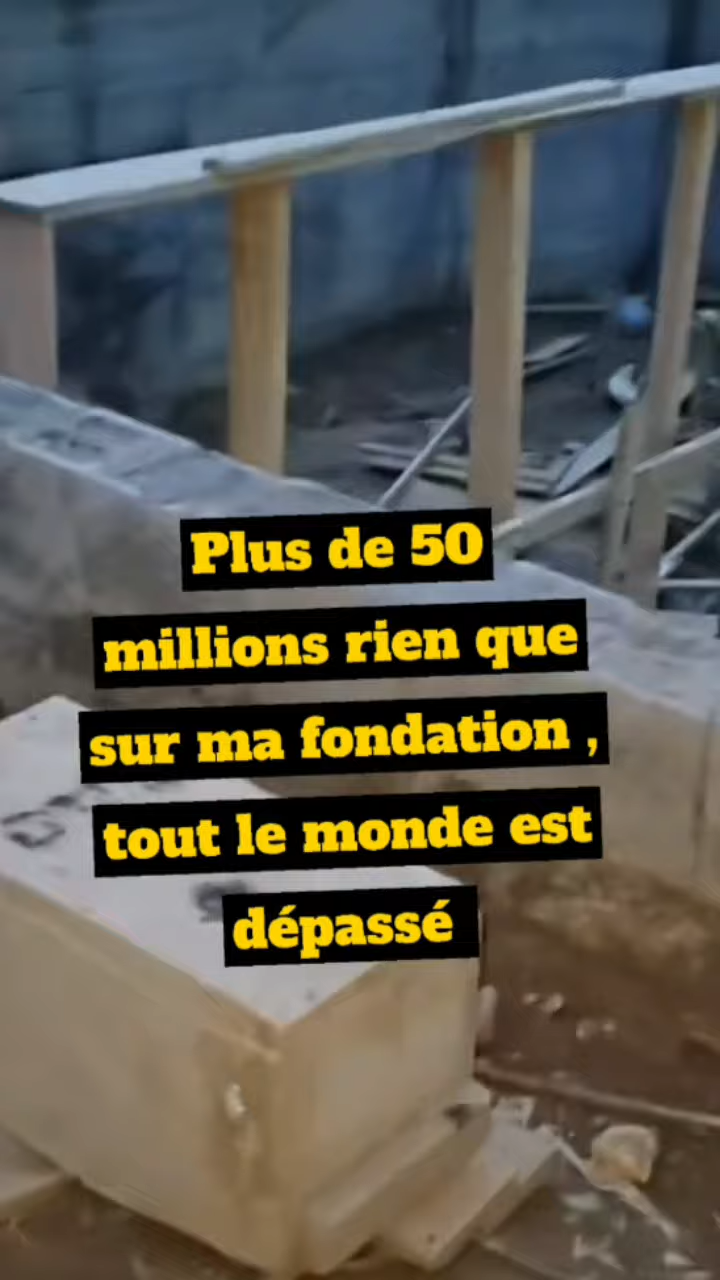 Plus de 50
millions rien que
sur ma fondation ,
tout le monde est
dépassé